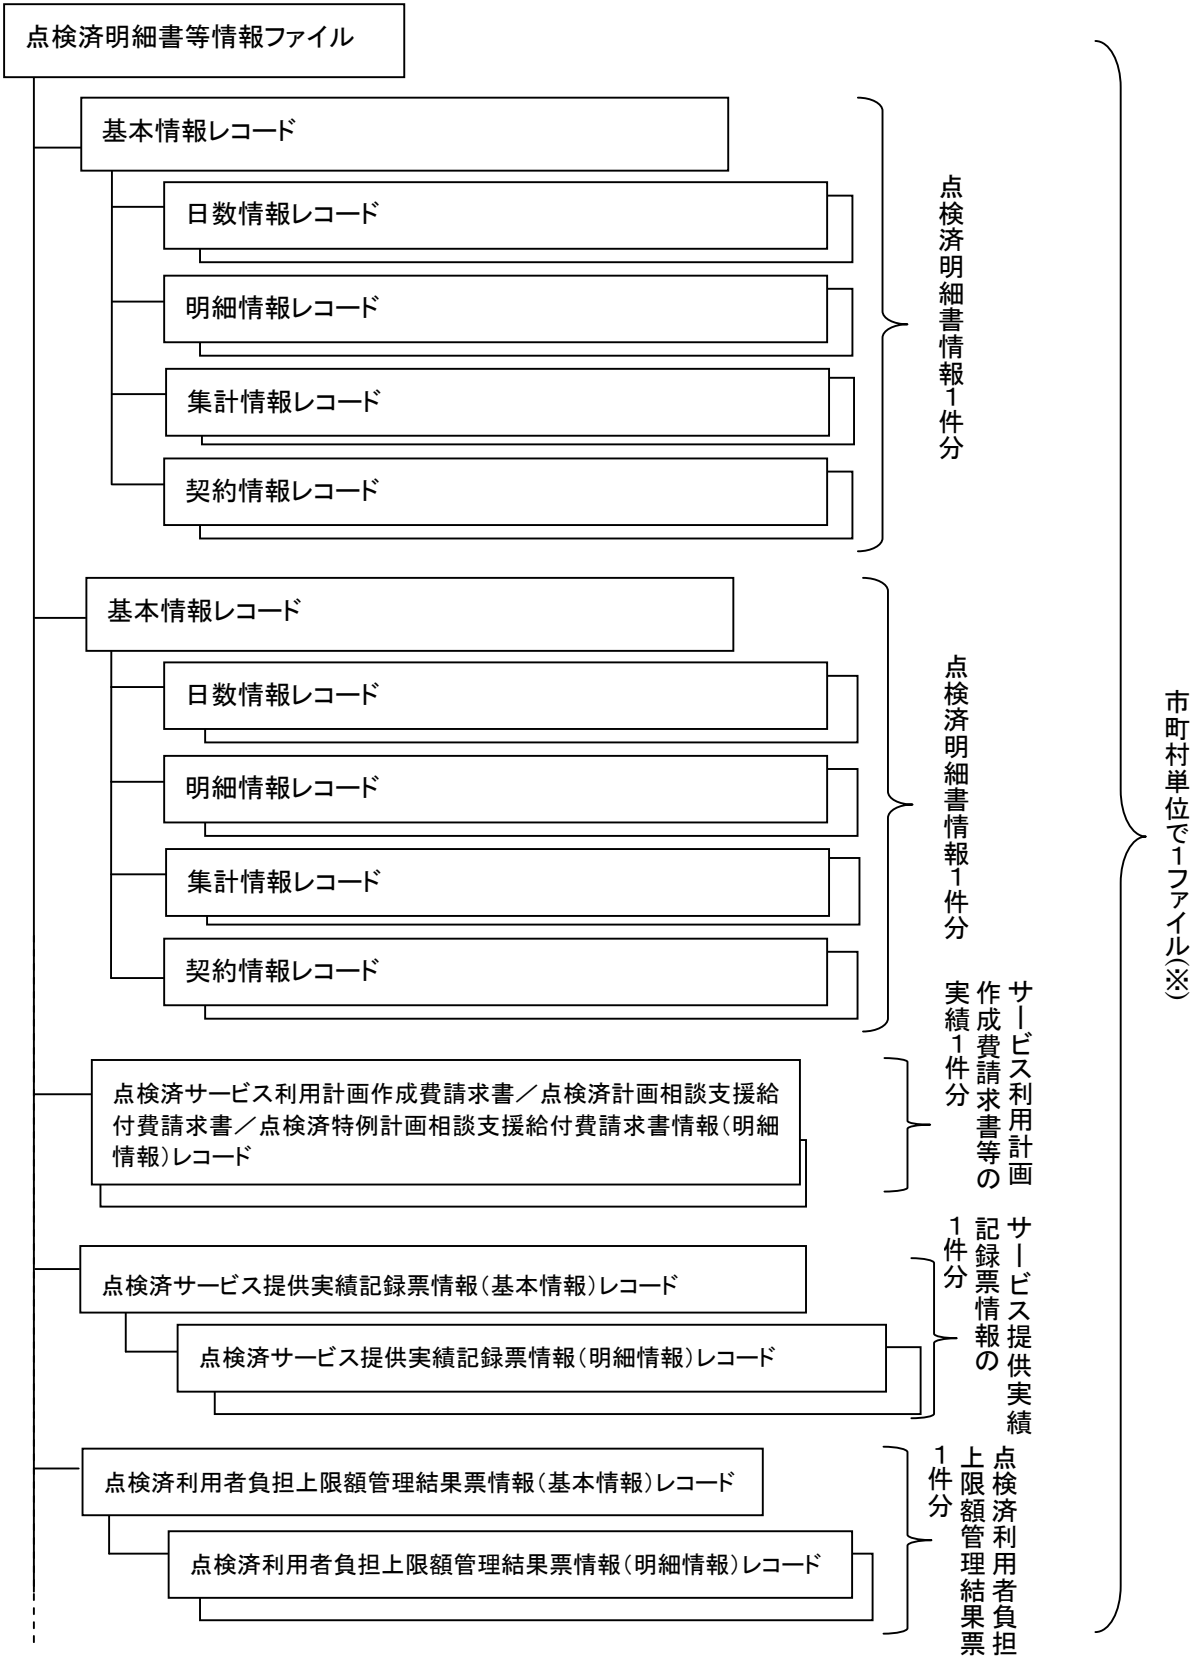 点検済明細書等情報ファイル
基本情報レコード
日数情報レコード
明細情報レコード
集計情報レコード
契約情報レコード
点検済明細書情報1件分
基本情報レコード
日数情報レコード
明細情報レコード
集計情報レコード
契約情報レコード
点検済明細書情報1件分
点検済サービス利用計画作成費請求書／点検済計画相談支援給
付費請求書／点検済特例計画相談支援給付費請求書情報（明細
情報）レコード
サービス利用計画
作成費請求書等の
実績1件分
点検済サービス提供実績記録票情報（基本情報）レコード
点検済サービス提供実績記録票情報（明細情報）レコード
サービス提供実績
記録票情報の
1件分
点検済利用者負担上限額管理結果票情報（基本情報）レコード
点検済利用者負担上限額管理結果票情報（明細情報）レコード
点検済利用者負担
上限額管理結果票
1件分
市町村単位で1ファイル(※)